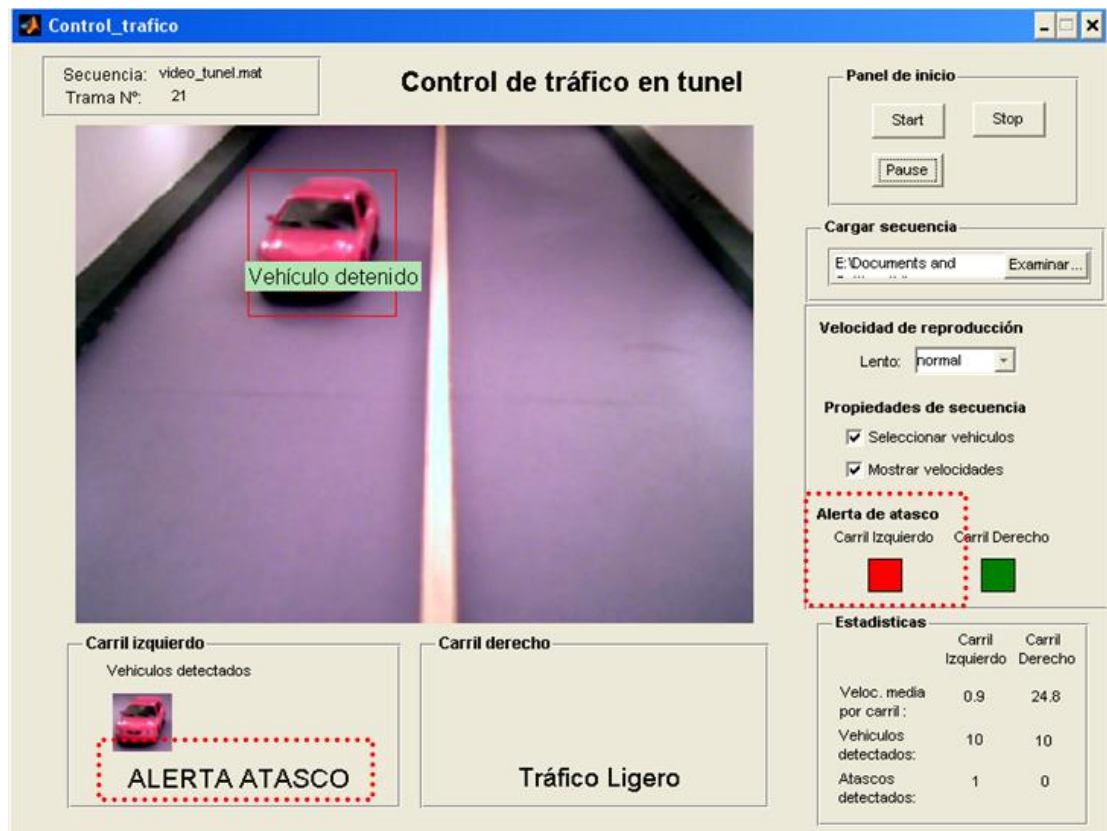 Control_trafico
Secuencia: video_tunel.mat
Trama Nº: 21
Control de tráfico en tunel
Vehículo detenido
Panel de inicio
Start
Stop
Pause
Cargar secuencia
E:\Documents and
Examinar...
Velocidad de reproducción
Lento: normal
Propiedades de secuencia
Seleccionar vehiculos
Mostrar velocidades
Alerta de atasco
Carril Izquierdo Carril Derecho
Carril izquierdo
Vehiculos detectados
ALERTA ATASCO
Carril derecho
Tráfico Ligero
Estadisticas
Carril Carril
Izquierdo Derecho
Veloc. media
por carril : 0.9 24.8
Vehiculos
detectados: 10 10
Atascos
detectados: 1 0